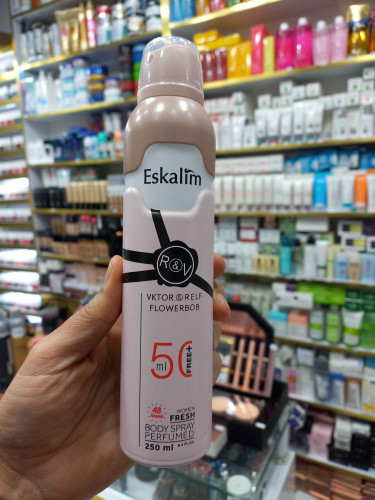 Eskalim
R&V
VKTOR & RELF
FLOWERBOB
50
ml
FREE+
48
WOMEN
FRESH
BODY SPRAY
PERFUMED
250 ml